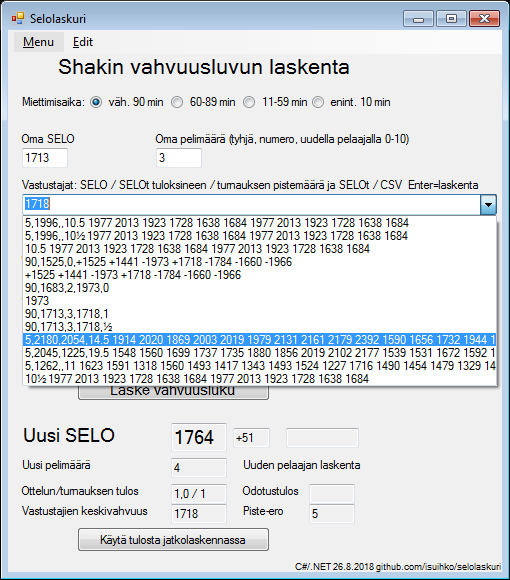 Selolaskuri
Menu Edit
Shakin vahvuusluvun laskenta
Miettimisaika: väh. 90 min 60-89 min 11-59 min enint. 10 min
Oma SELO Oma pelimäärä (tyhjä, numero, uudella pelaajalla 0-10)
1713 3
Vastustajat: SELO / SELOt tuloksineen / turnauksen pistemäärä ja SELOt / CSV Enter=laskenta
1718
5,1996,,10.5 1977 2013 1923 1728 1638 1684 1977 2013 1923 1728 1638 1684
5,1996,,10½ 1977 2013 1923 1728 1638 1684 1977 2013 1923 1728 1638 1684
10.5 1977 2013 1923 1728 1638 1684 1977 2013 1923 1728 1638 1684
90,1525,0,+1525 +1441 -1973 +1718 -1784 -1660 -1966
+1525 +1441 -1973 +1718 -1784 -1660 -1966
90,1683,2,1973,0
1973
90,1713,3,1718,1
90,1713,3,1718,½
5,2180,2054,14.5 1914 2020 1869 2003 2019 1979 2131 2161 2179 2392 1590 1656 1732 1944 1
5,2045,1225,19.5 1548 1560 1699 1737 1735 1880 1856 2019 2102 2177 1539 1531 1672 1592 1
5,1262,,11 1623 1591 1318 1560 1493 1417 1343 1493 1524 1227 1716 1490 1454 1479 1329 14
10½ 1977 2013 1923 1728 1638 1684 1977 2013 1923 1728 1638 1684
Laske vahvuusluku
Uusi SELO 1764 +51
Uusi pelimäärä 4 Uuden pelaajan laskenta
Ottelun/turnauksen tulos 1,0 / 1 Odotustulos
Vastustajien keskivahvuus 1718 Piste-ero 5
Käytä tulosta jatkolaskennassa
C#/.NET 26.8.2018 github.com/isuihko/selolaskuri